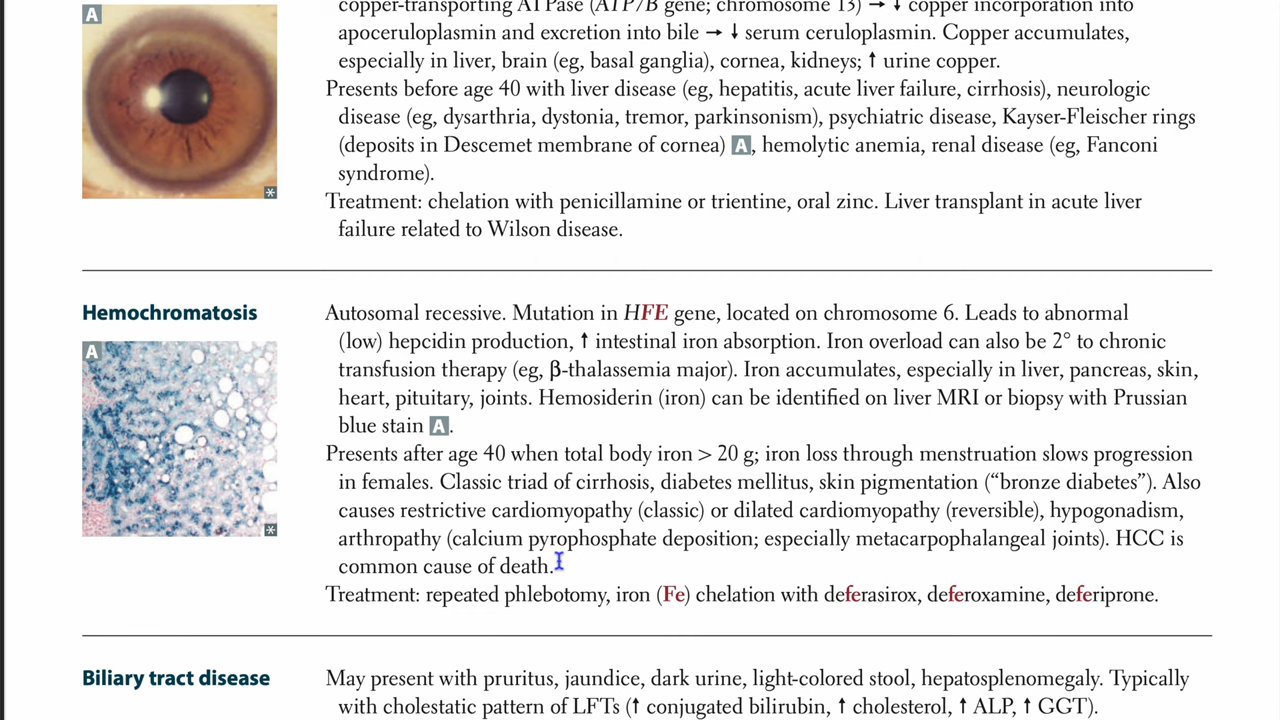 A
copper-transporting ATPase (ATP7B gene; chromosome 13) → ↓ copper incorporation into
apoceruloplasmin and excretion into bile → ↓ serum ceruloplasmin. Copper accumulates,
especially in liver, brain (eg, basal ganglia), cornea, kidneys; ↑ urine copper.
Presents before age 40 with liver disease (eg, hepatitis, acute liver failure, cirrhosis), neurologic
disease (eg, dysarthria, dystonia, tremor, parkinsonism), psychiatric disease, Kayser-Fleischer rings
(deposits in Descemet membrane of cornea) A, hemolytic anemia, renal disease (eg, Fanconi
syndrome).
Treatment: chelation with penicillamine or trientine, oral zinc. Liver transplant in acute liver
failure related to Wilson disease.
Hemochromatosis
A
Autosomal recessive. Mutation in HFE gene, located on chromosome 6. Leads to abnormal
(low) hepcidin production, ↑ intestinal iron absorption. Iron overload can also be 2° to chronic
transfusion therapy (eg, β-thalassemia major). Iron accumulates, especially in liver, pancreas, skin,
heart, pituitary, joints. Hemosiderin (iron) can be identified on liver MRI or biopsy with Prussian
blue stain A.
Presents after age 40 when total body iron > 20 g; iron loss through menstruation slows progression
in females. Classic triad of cirrhosis, diabetes mellitus, skin pigmentation (“bronze diabetes”). Also
causes restrictive cardiomyopathy (classic) or dilated cardiomyopathy (reversible), hypogonadism,
arthropathy (calcium pyrophosphate deposition; especially metacarpophalangeal joints). HCC is
common cause of death.
Treatment: repeated phlebotomy, iron (Fe) chelation with deferasirox, deferoxamine, deferiprone.
Biliary tract disease
May present with pruritus, jaundice, dark urine, light-colored stool, hepatosplenomegaly. Typically
with cholestatic pattern of LFTs (↑ conjugated bilirubin, ↑ cholesterol, ↑ ALP, ↑ GGT).